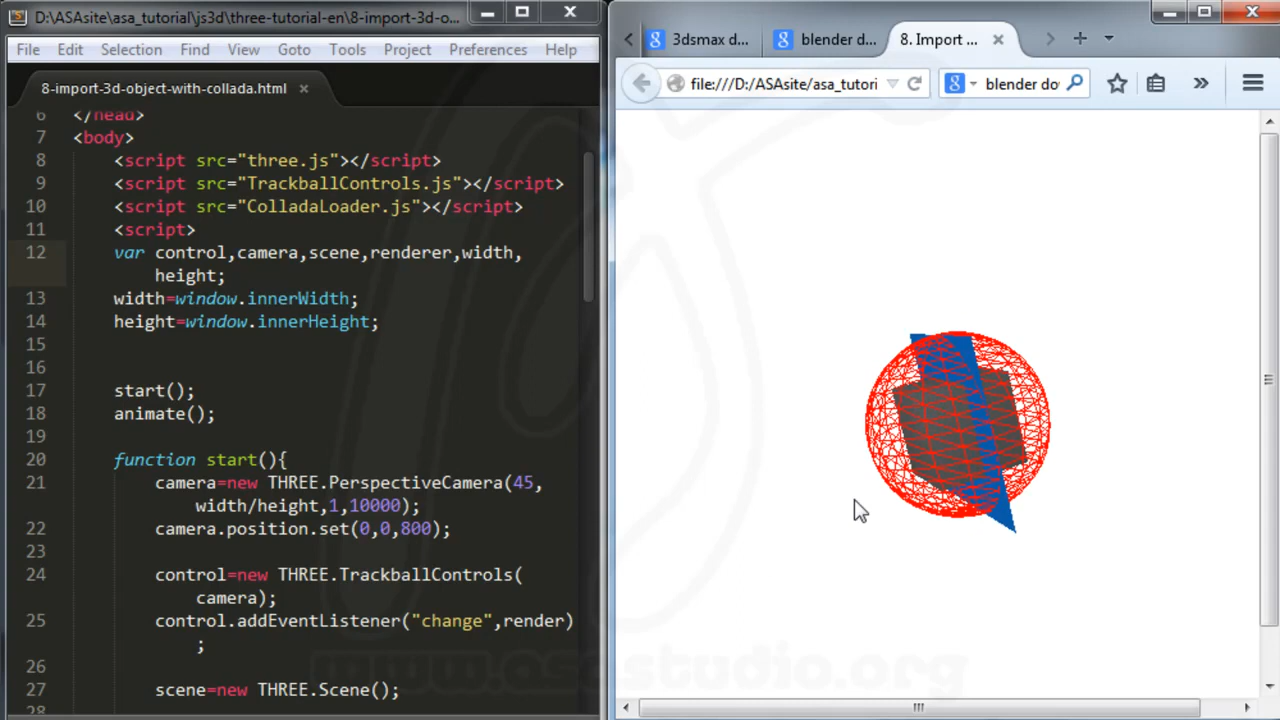 D:\ASAsite\asa_tutorial\js3d\three-tutorial-en\8-import-3d-o...
File Edit Selection Find View Goto Tools Project Preferences Help
8-import-3d-object-with-collada.html
6 </head>
7 <body>
8 <script src="three.js"></script>
9 <script src="TrackballControls.js"></script>
10 <script src="ColladaLoader.js"></script>
11 <script>
12 var control,camera,scene,renderer,width,
height;
13 width=window.innerWidth;
14 height=window.innerHeight;
15
16
17 start();
18 animate();
19
20 function start(){
21 camera=new THREE.PerspectiveCamera(45,
width/height,1,10000);
22 camera.position.set(0,0,800);
23
24 control=new THREE.TrackballControls(
camera);
25 control.addEventListener("change",render)
;
26
27 scene=new THREE.Scene();
28
3dsmax d...
blender d...
8. Import ...
file:///D:/ASAsite/asa_tutori
blender do
www.asastudio.org